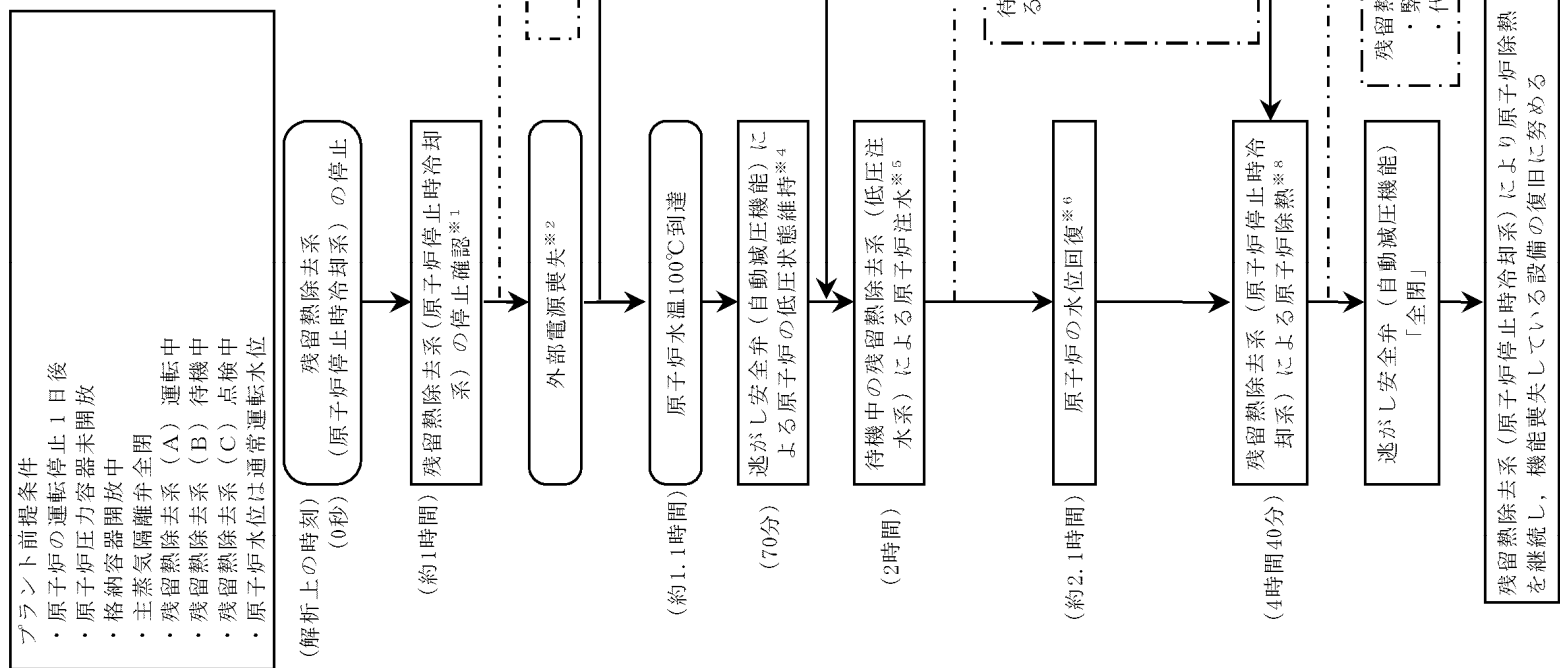 プラント前提条件
・原子炉の運転停止1日後
・原子炉圧力容器未開放
・格納容器開放中
・主蒸気隔離弁全閉
・残留熱除去系（A）運転中
・残留熱除去系（B）待機中
・残留熱除去系（C）点検中
・原子炉水位は通常運転水位
(解析上の時刻)
(0秒)
残留熱除去系
(原子炉停止時冷却系）の停止
(約1時間)
残留熱除去系(原子炉停止時冷却
系）の停止確認※1
外部電源喪失※2
(約1.1時間)
原子炉水温100℃到達
(70分)
逃がし安全弁（自動減圧機能）に
よる原子炉の低圧状態維持※4
(2時間)
待機中の残留熱除去系（低圧注
水系）による原子炉注水※5
待
る
(約2.1時間)
原子炉の水位回復※6
(4時間40分)
残留熱除去系（原子炉停止時冷
却系）による原子炉除熱※8
逃がし安全弁（自動減圧機能）
「全閉」
残留熱
・駆
・代
残留熱除去系（原子炉停止時冷却系）により原子炉除熱
を継続し，機能喪失している設備の復旧に努める